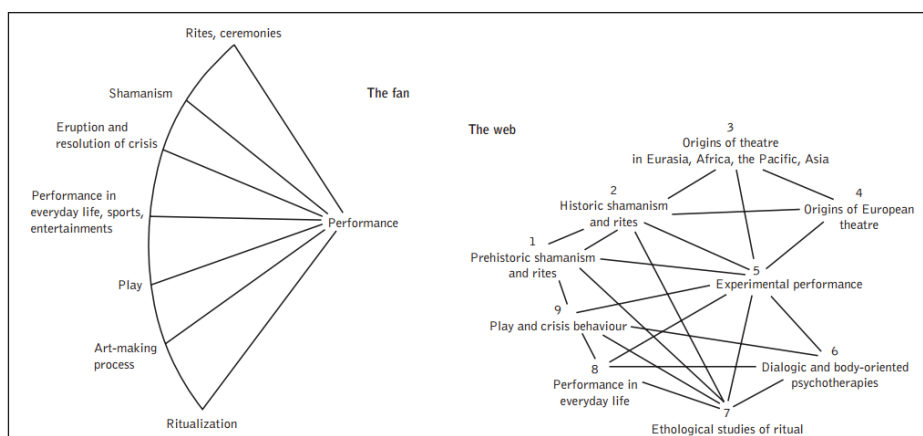 Rites, ceremonies
Shamanism
The fan
Eruption and
resolution of crisis
Performance in
everyday life, sports,
entertainments
Performance
Play
Art-making
process
Ritualization
The web
3
Origins of theatre
in Eurasia, Africa, the Pacific, Asia
2
Historic shamanism
and rites
4
Origins of European
theatre
1
Prehistoric shamanism
and rites
5
Experimental performance
9
Play and crisis behaviour
6
Dialogic and body-oriented
psychotherapies
8
Performance in
everyday life
7
Ethological studies of ritual